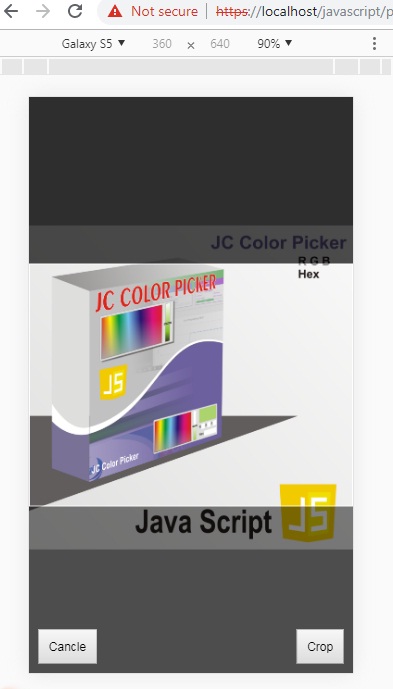 Not secure | https://localhost/javascript/p
Galaxy S5 ▼ 360 × 640 90% ▼
JC Color Picker
R G B
Hex
JC COLOR PICKER
JS
JC Color Picker
Java Script JS
Cancle Crop